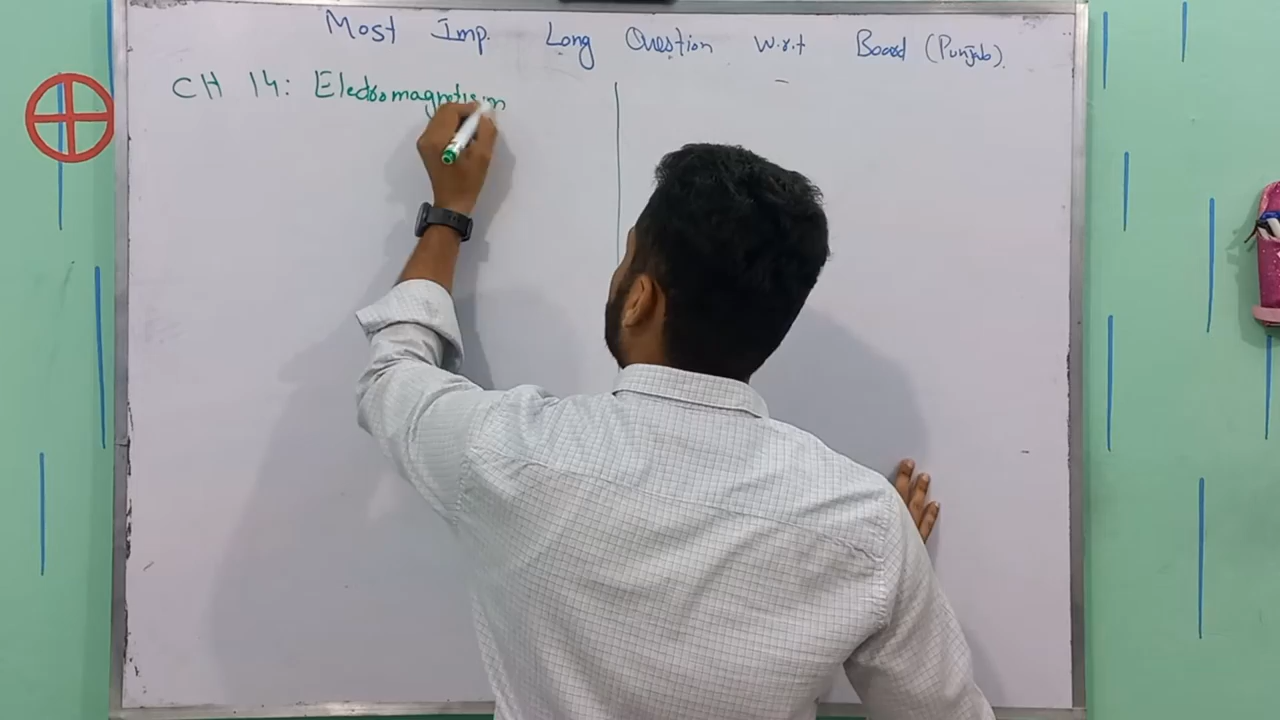 Most Imp. Long Question w.r.t Board (Punjab).
CH 14: Electromagnetism